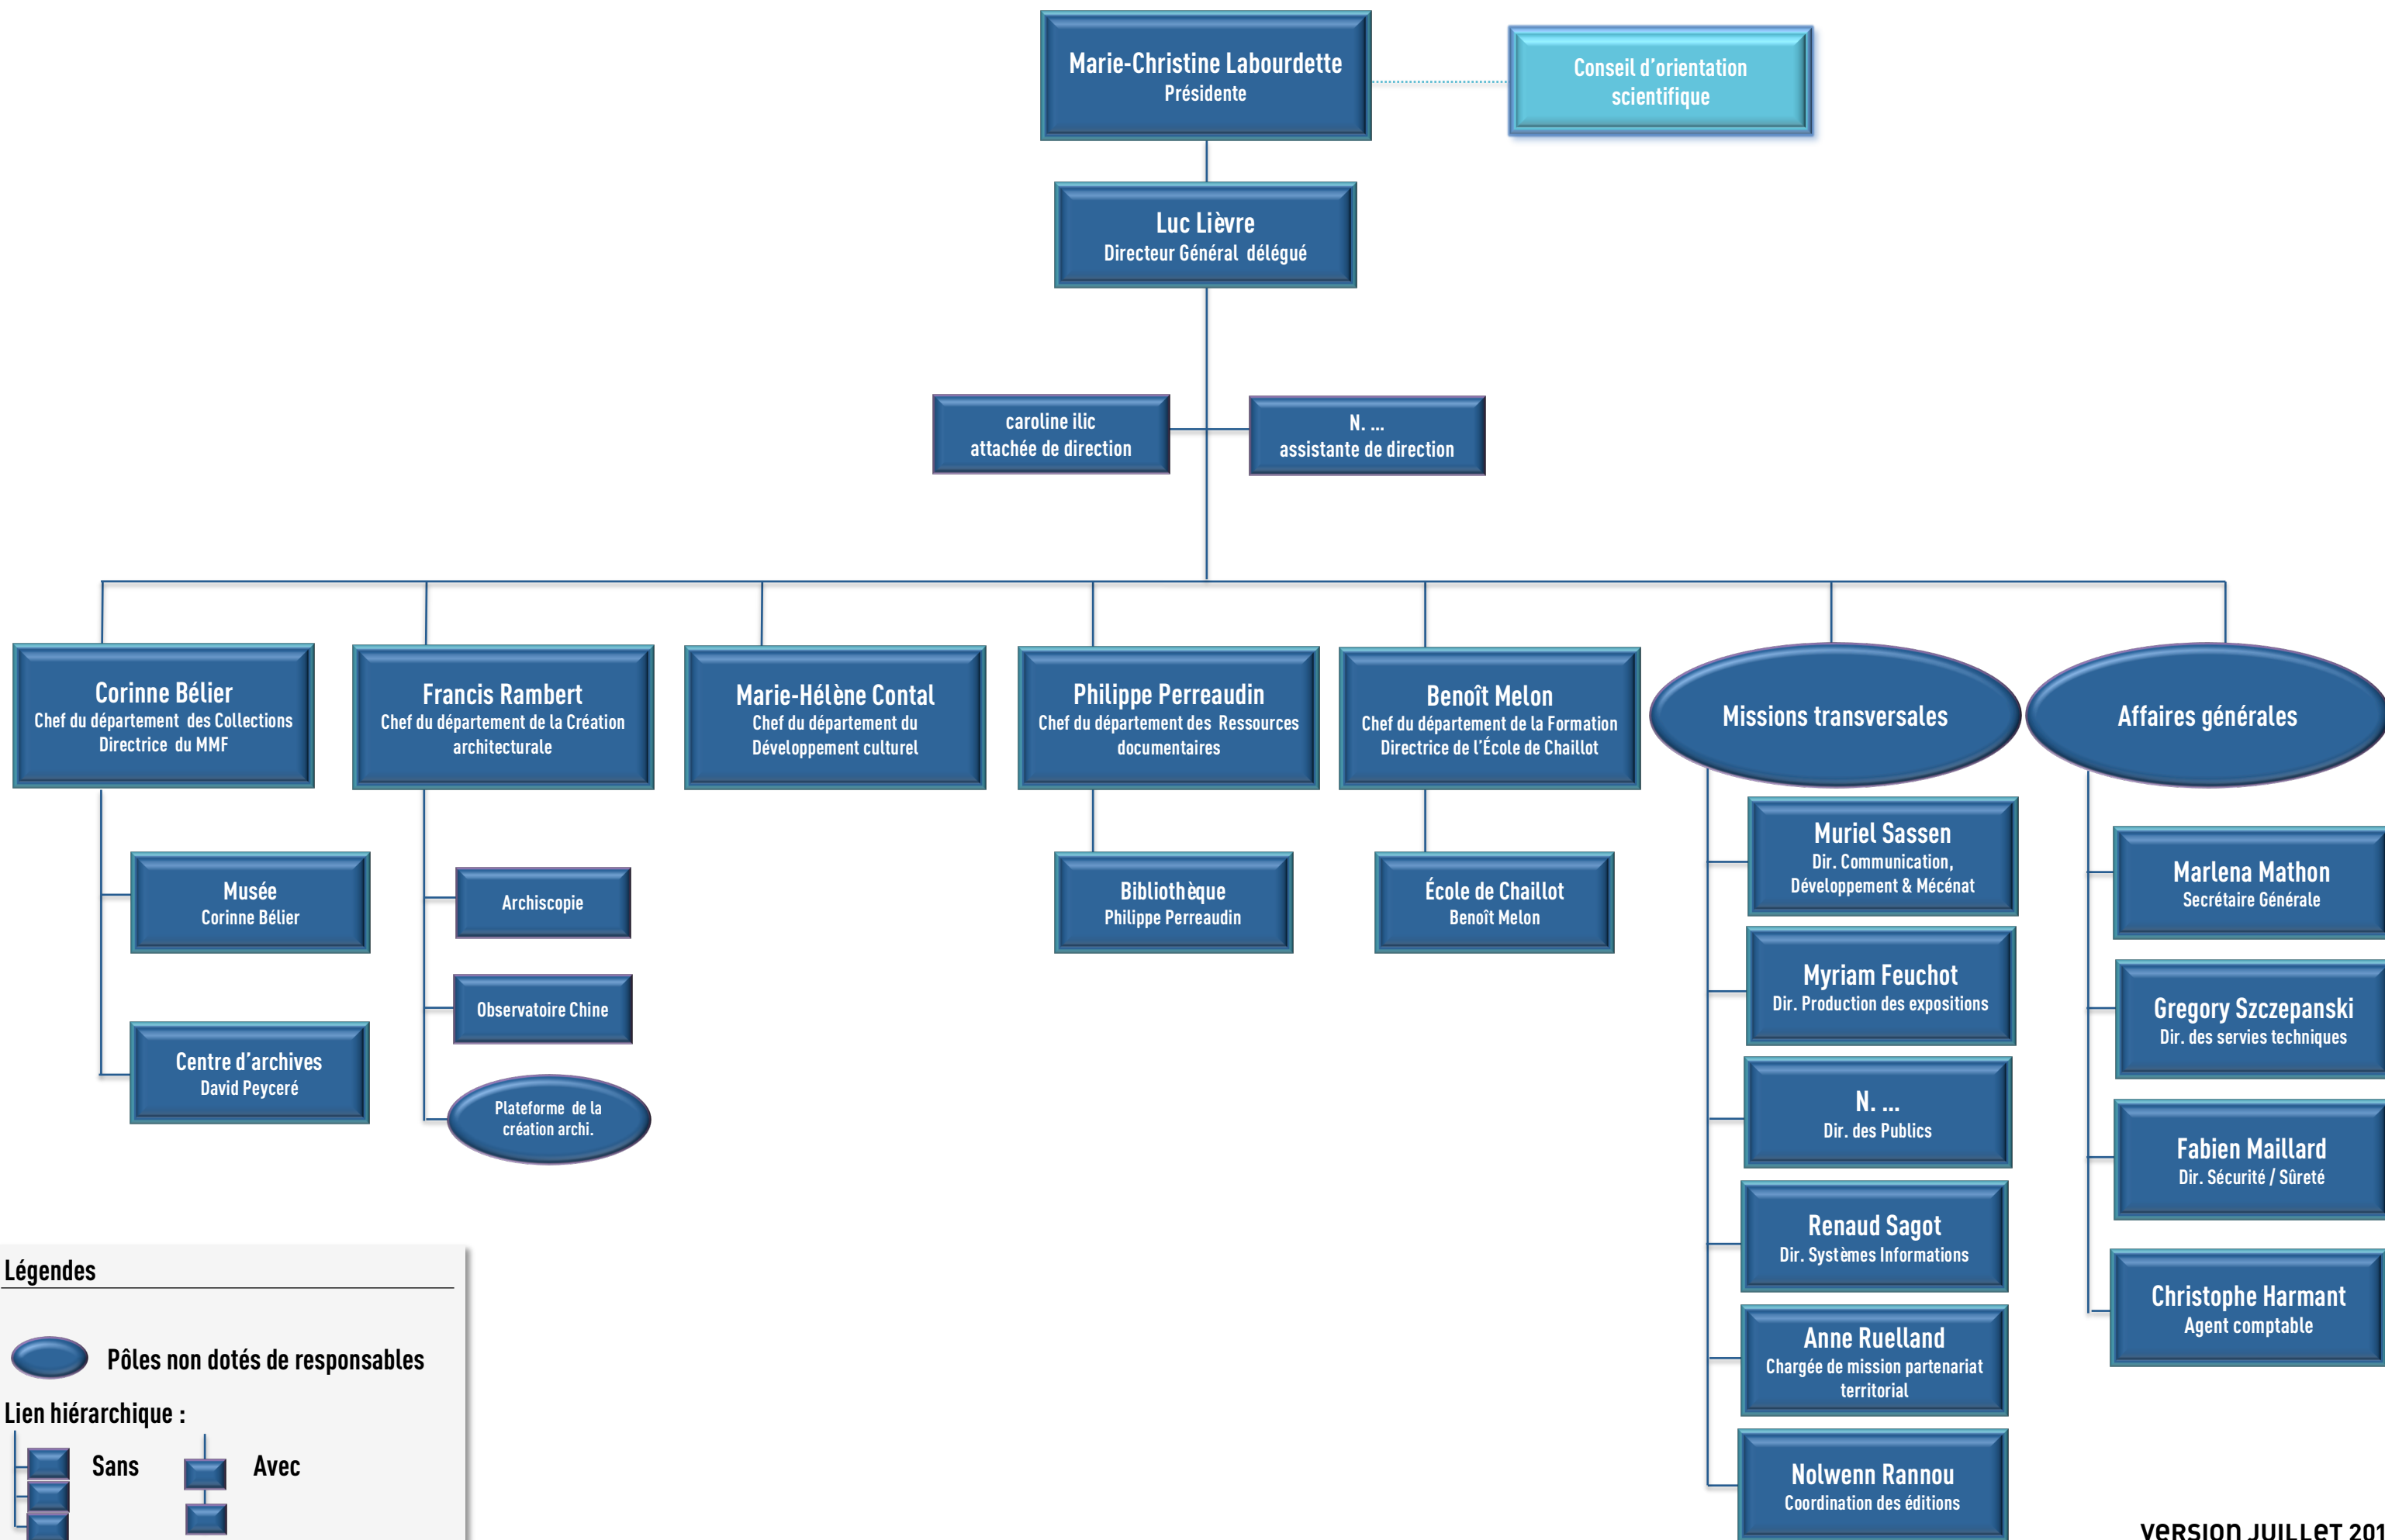 Marie-Christine Labourdette
Présidente
Conseil d'orientation
scientifique
Luc Lièvre
Directeur Général délégué
caroline ilic
attachée de direction
N. ...
assistante de direction
Corinne Bélier
Chef du département des Collections
Directrice du MMF
Francis Rambert
Chef du département de la Création
architecturale
Marie-Hélène Contal
Chef du département du
Développement culturel
Philippe Perreaudin
Chef du département des Ressources
documentaires
Benoît Melon
Chef du département de la Formation
Directrice de l'École de Chaillot
Missions transversales
Affaires générales
Musée
Corinne Bélier
Centre d'archives
David Peyceré
Archiscopie
Observatoire Chine
Plateforme de la
création archi.
Bibliothèque
Philippe Perreaudin
École de Chaillot
Benoît Melon
Muriel Sassen
Dir. Communication,
Développement & Mécénat
Myriam Feuchot
Dir. Production des expositions
N. ...
Dir. des Publics
Renaud Sagot
Dir. Systèmes Informations
Anne Ruelland
Chargée de mission partenariat
territorial
Nolwenn Rannou
Coordination des éditions
Marlena Mathon
Secrétaire Générale
Gregory Szczepanski
Dir. des servies techniques
Fabien Maillard
Dir. Sécurité / Sûreté
Christophe Harmant
Agent comptable
Légendes
Pôles non dotés de responsables
Lien hiérarchique :
Sans
Avec
version juillet 201